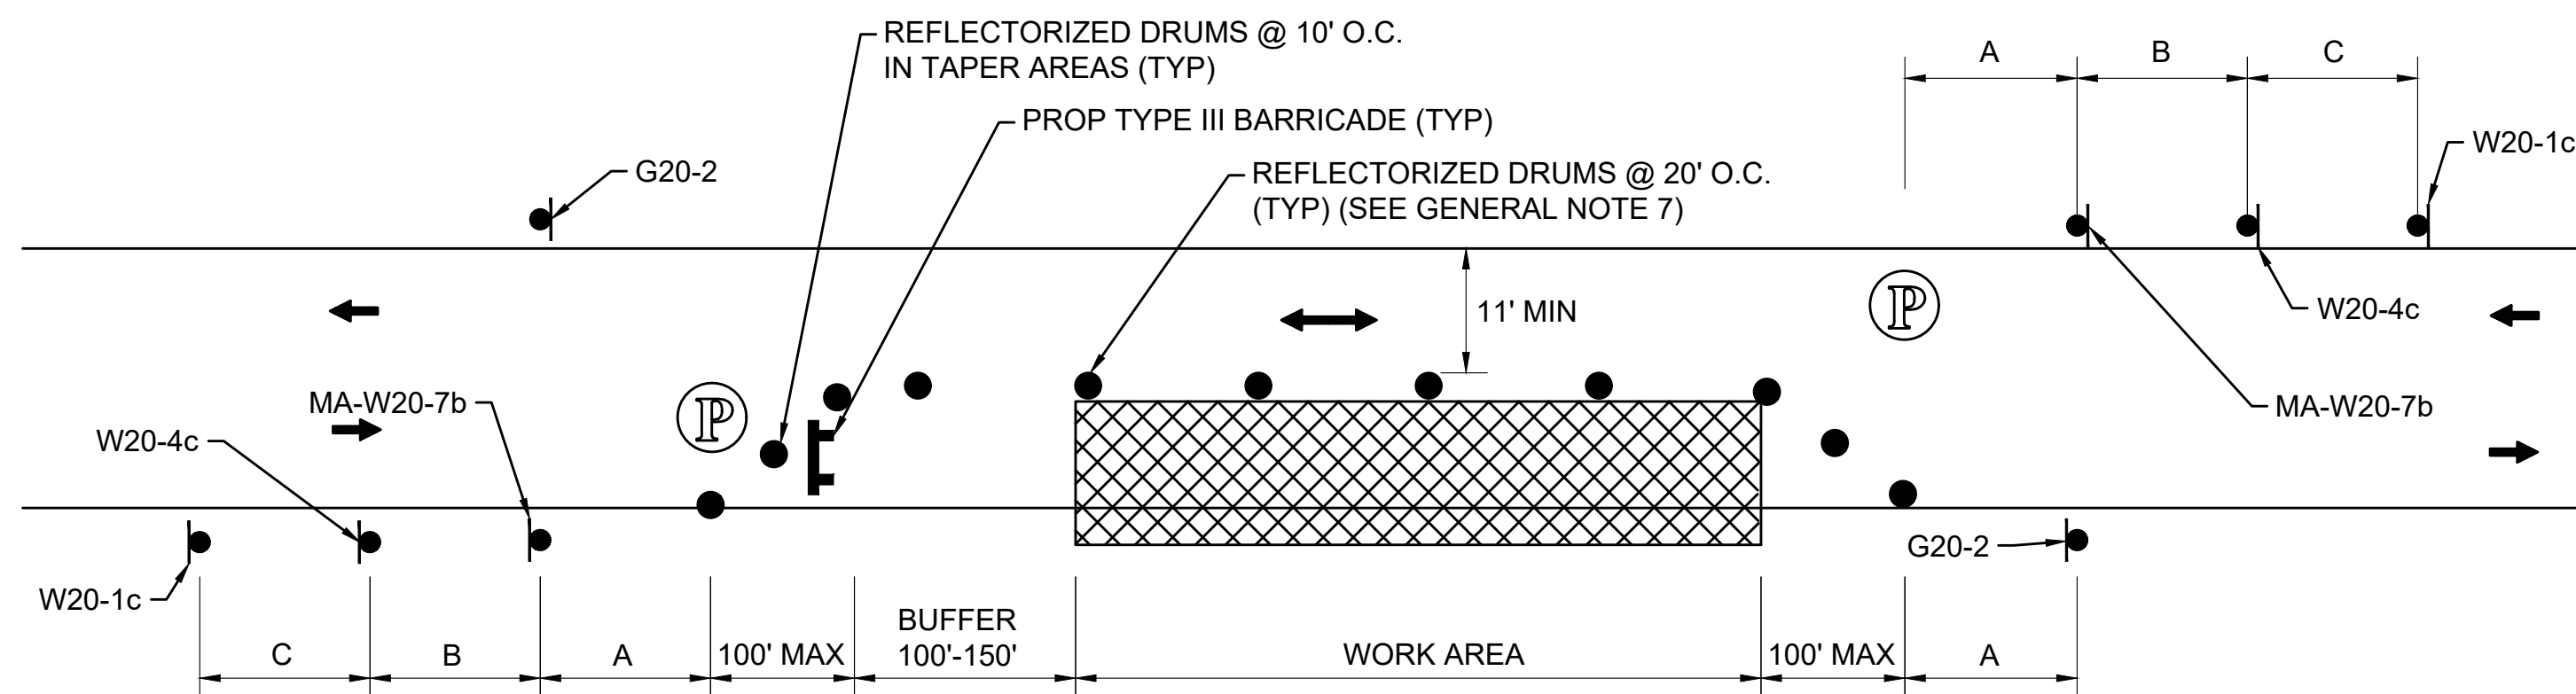 REFLECTORIZED DRUMS @ 10' O.C.
IN TAPER AREAS (TYP)
A
B
C
PROP TYPE III BARRICADE (TYP)
W20-1c
G20-2
REFLECTORIZED DRUMS @ 20' O.C.
(TYP) (SEE GENERAL NOTE 7)
11' MIN
P
W20-4c
MA-W20-7b
MA-W20-7b
P
W20-4c
G20-2
W20-1c
BUFFER
100'-150'
C
B
A
100' MAX
WORK AREA
100' MAX
A